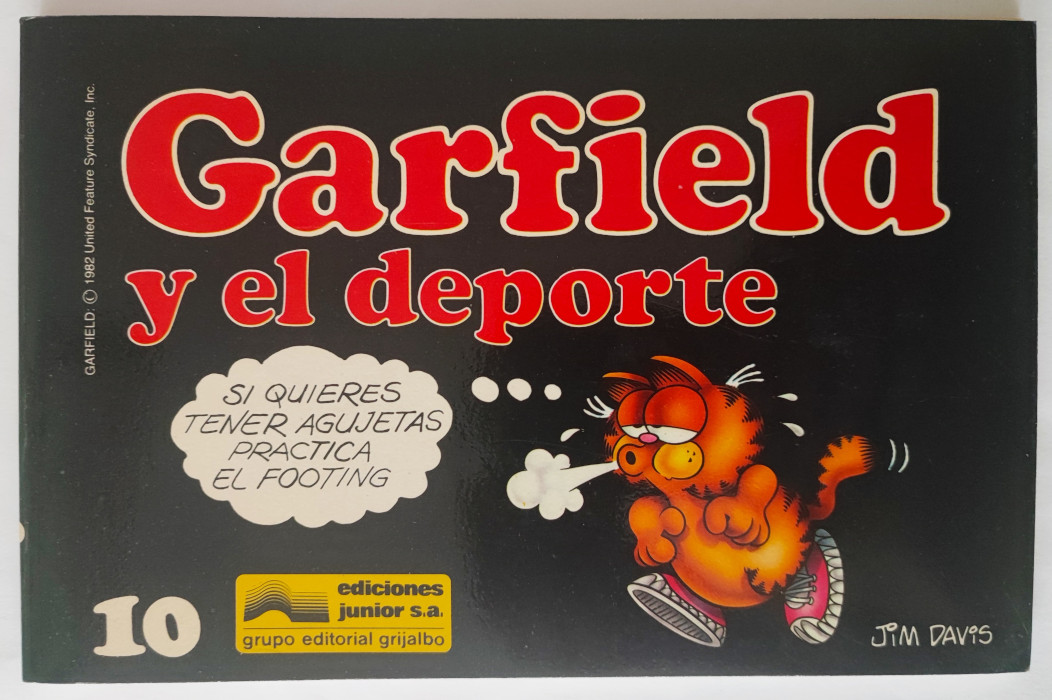 GARFIELD: © 1982 United Feature Syndicate, Inc.
Garfield
y el deporte
SI QUIERES
TENER AGUJETAS
PRACTICA
EL FOOTING
10
ediciones
junior s.a.
grupo editorial grijalbo
JIM DAVIS